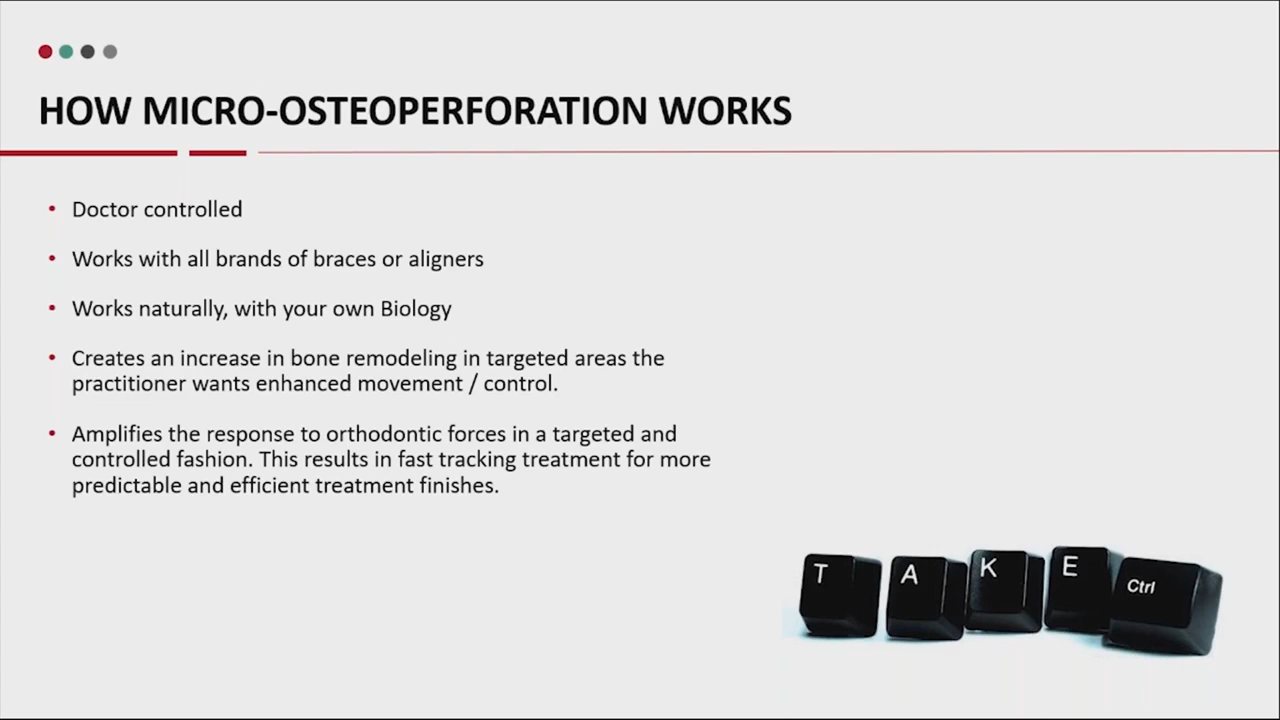 HOW MICRO-OSTEOPERFORATION WORKS
• Doctor controlled
• Works with all brands of braces or aligners
• Works naturally, with your own Biology
• Creates an increase in bone remodeling in targeted areas the
practitioner wants enhanced movement / control.
• Amplifies the response to orthodontic forces in a targeted and
controlled fashion. This results in fast tracking treatment for more
predictable and efficient treatment finishes.
T A K E Ctrl